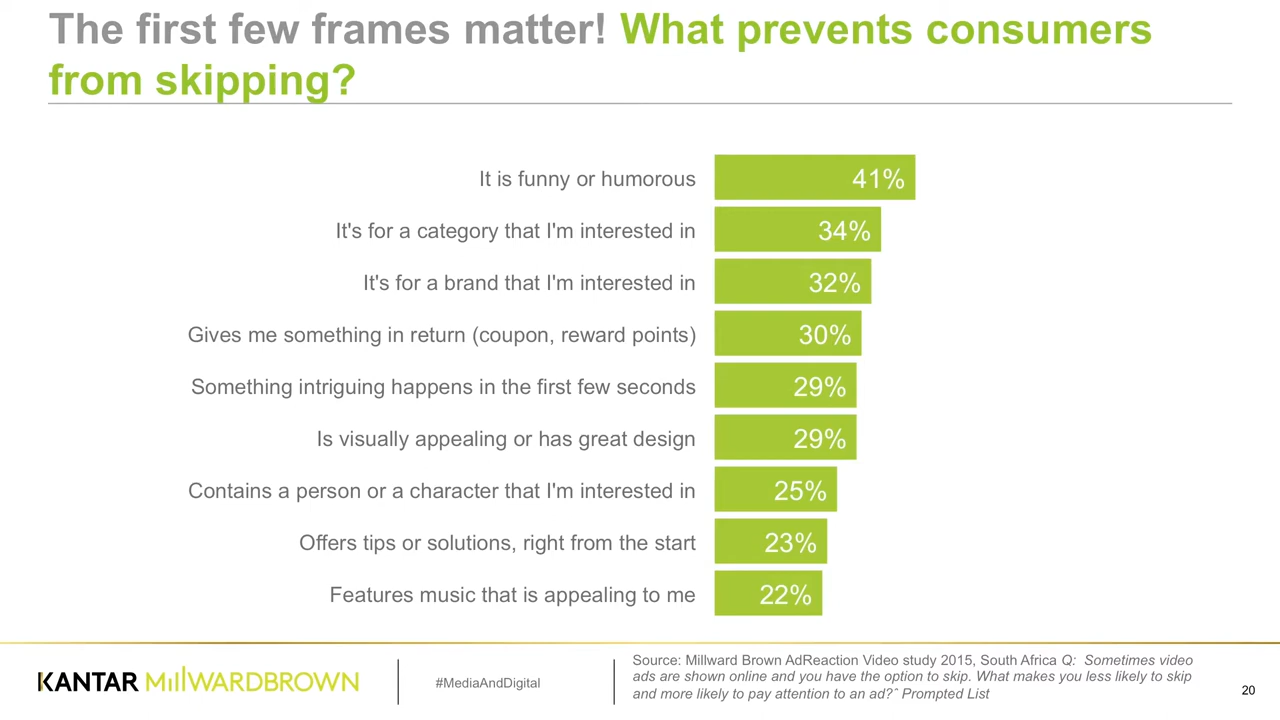 The first few frames matter! What prevents consumers
from skipping?
It is funny or humorous 41%
It's for a category that I'm interested in 34%
It's for a brand that I'm interested in 32%
Gives me something in return (coupon, reward points) 30%
Something intriguing happens in the first few seconds 29%
Is visually appealing or has great design 29%
Contains a person or a character that I'm interested in 25%
Offers tips or solutions, right from the start 23%
Features music that is appealing to me 22%
KANTAR MillWARDBROWN
#MediaAndDigital
Source: Millward Brown AdReaction Video study 2015, South Africa Q: Sometimes video
ads are shown online and you have the option to skip. What makes you less likely to skip
and more likely to pay attention to an ad?ˆ Prompted List
20